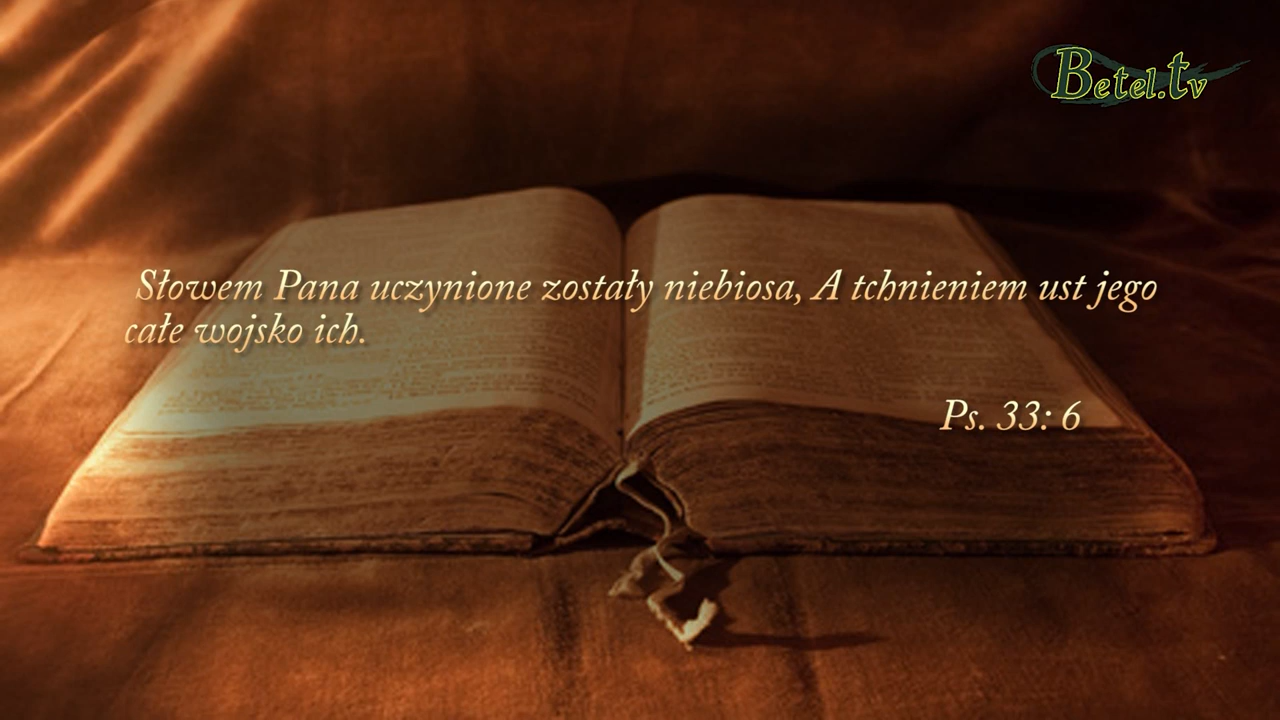 Betel.tv
Słowem Pana uczynione zostały niebiosa, A tchnieniem ust jego
całe wojsko ich.
Ps. 33: 6